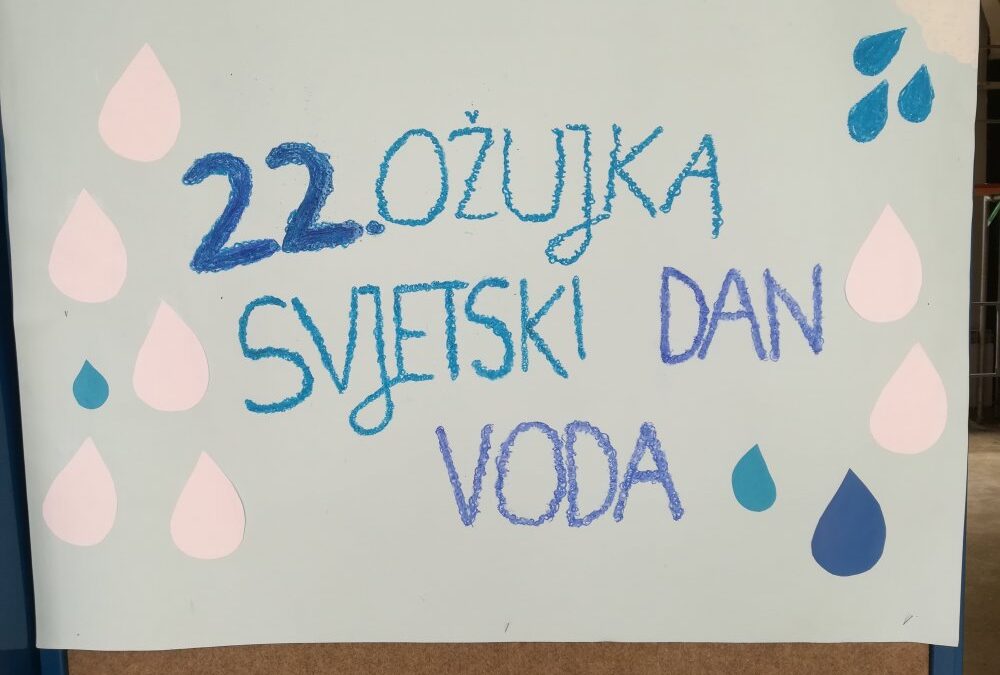 22. OŽUJKA
SVJETSKI DAN
VODA